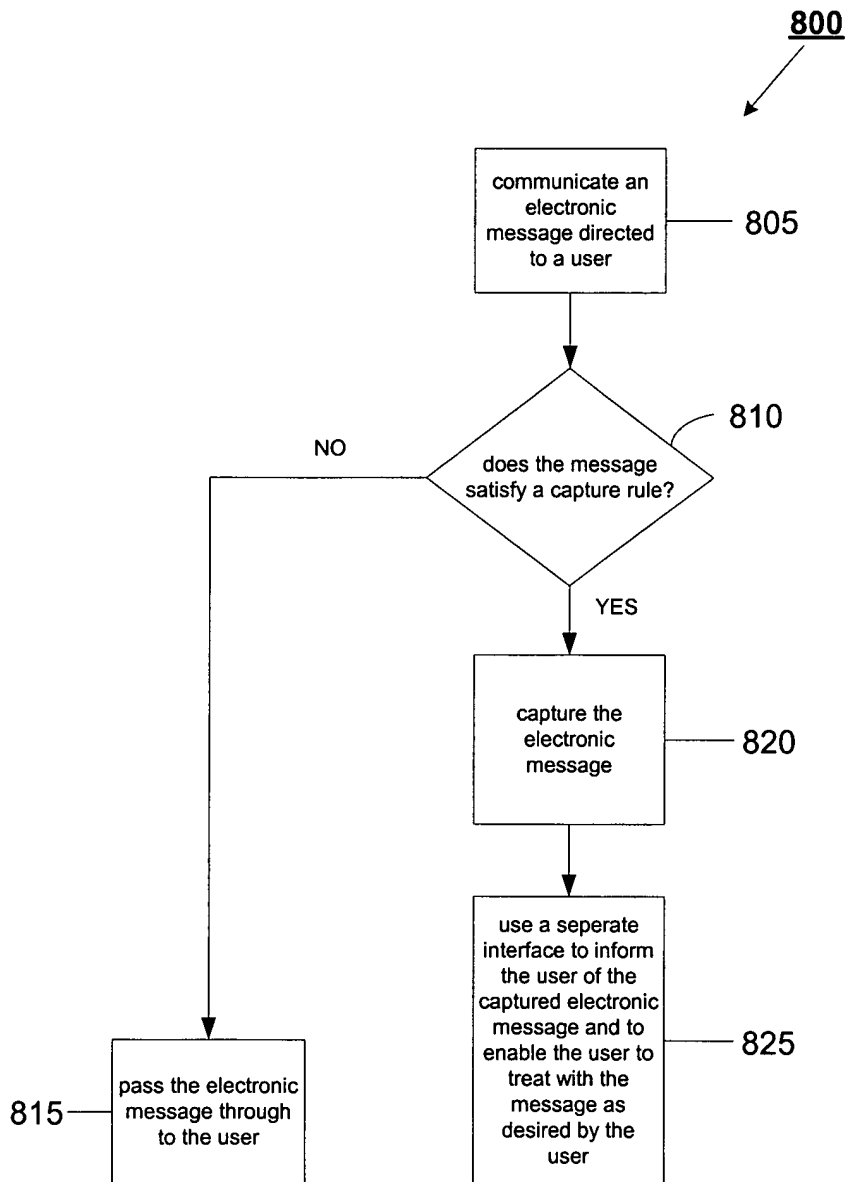 800
communicate an
electronic
message directed
to a user
805
810
NO
does the message
satisfy a capture rule?
YES
capture the
electronic
message
820
use a seperate
interface to inform
the user of the
captured electronic
message and to
enable the user to
treat with the
message as
desired by the
user
825
815
pass the electronic
message through
to the user